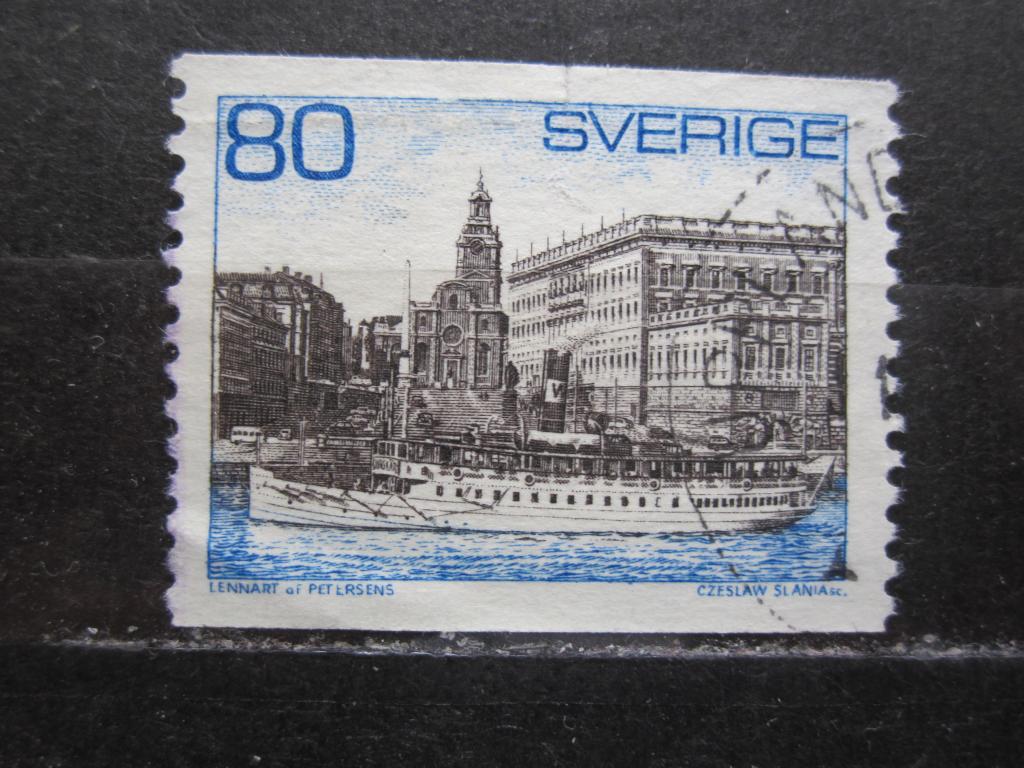 80 SVERIGE
LENNART af PETERSENS CZESLAW SLANIA sc.